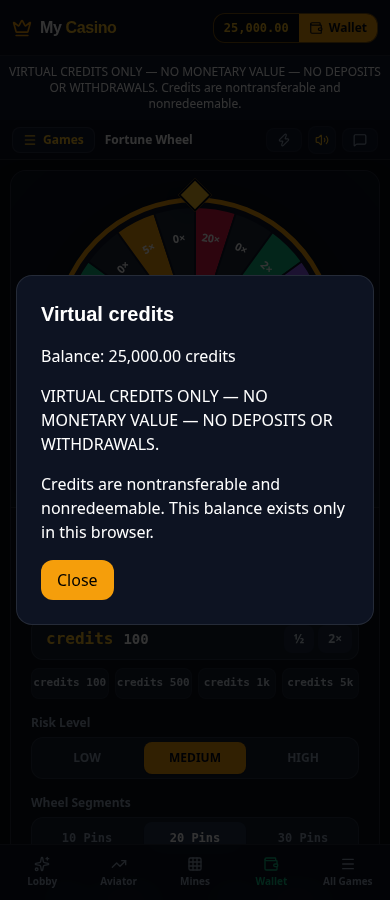 My Casino
25,000.00 Wallet
VIRTUAL CREDITS ONLY — NO MONETARY VALUE — NO DEPOSITS
OR WITHDRAWALS. Credits are nontransferable and
nonredeemable.
Games Fortune Wheel
0× 5× 0× 20× 0× 2×
Virtual credits
Balance: 25,000.00 credits
VIRTUAL CREDITS ONLY — NO
MONETARY VALUE — NO DEPOSITS OR
WITHDRAWALS.
Credits are nontransferable and
nonredeemable. This balance exists only
in this browser.
Close
credits 100 ½ 2×
credits 100 credits 500 credits 1k credits 5k
Risk Level
LOW MEDIUM HIGH
Wheel Segments
10 Pins 20 Pins 30 Pins
Lobby Aviator Mines Wallet All Games